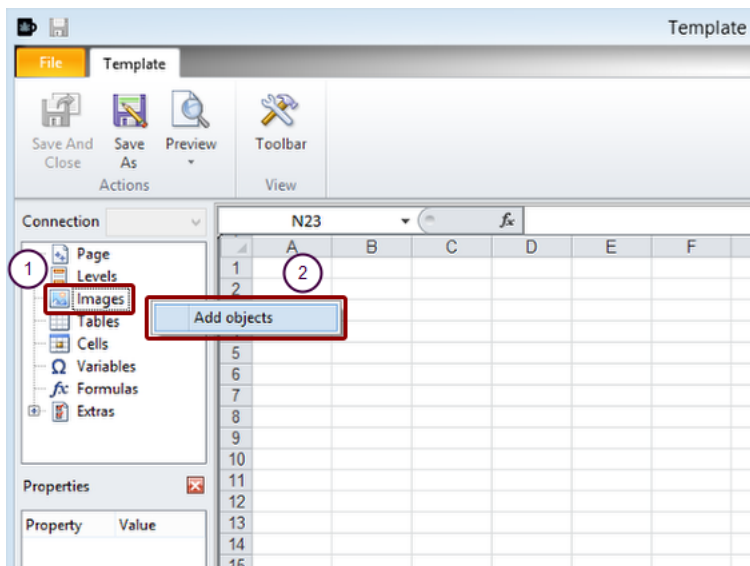 Template
File
Template
Save And Close
Save As
Preview
Toolbar
Actions
View
Connection
N23
fx
A B C D E F
Page
1
Levels
2
Images
Add objects
Tables
Cells
Variables
Formulas
Extras
1
2
5
6
7
8
9
10
11
12
13
14
15
Properties
Property Value